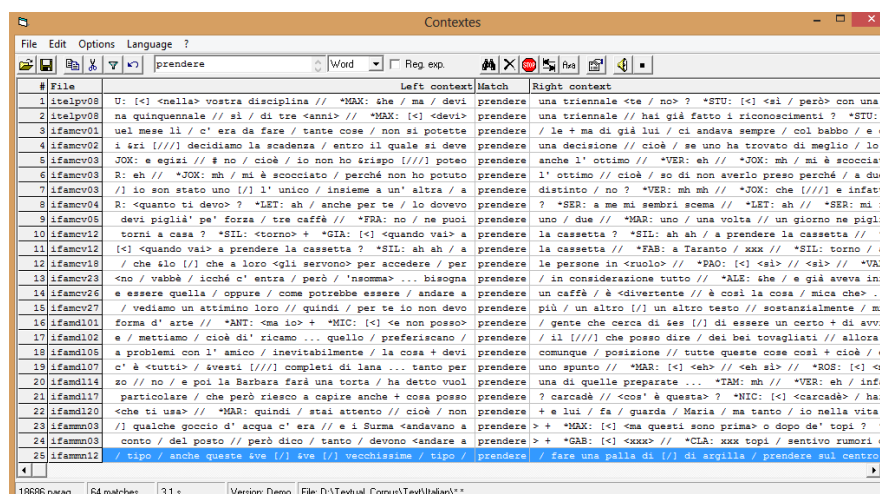 Contextes
File Edit Options Language ?
prendere Word Reg. exp.
# File Left context Match Right context
1 itelpv08 U: [<] <nella> vostra disciplina // *MAX: &he / ma / devi prendere una triennale <te / no> ? *STU: [<] <sì / però> con una
2 itelpv08 na quinquennale // sì / di tre <anni> // *MAX: [<] <devi> prendere una triennale // hai già fatto i riconoscimenti ? *STU:
3 ifamcv01 uel mese lì / c' era da fare / tante cose / non si potette prendere / le + ma di già lui / ci andava sempre / col babbo / e
4 ifamcv02 i &ri [///] decidiamo la scadenza / entro il quale si deve prendere una decisione // cioè / se uno ha trovato di meglio / lo
5 ifamcv03 JOX: e egizi // # no / cioè / io non ho &rispo [///] poteo prendere anche l' ottimo // *VER: eh // *JOX: mh / mi è scoccia
6 ifamcv03 R: eh // *JOX: mh / mi è scocciato / perché non ho potuto prendere l' ottimo // cioè / so di non averlo preso perché / a due
7 ifamcv03 /] io son stato uno [/] l' unico / insieme a un' altra / a prendere distinto / no ? *VER: mh mh // *JOX: che [///] e infat
8 ifamcv04 R: <quanto ti devo> ? *LET: ah / anche per te / lo dovevo prendere ? *SER: a me mi sembri scema // *LET: ah // *SER: mi
9 ifamcv05 devi piglià' pe' forza / tre caffè // *FRA: no / ne puoi prendere uno / due // *MAR: uno / una volta // un giorno ne pigl
10 ifamcv12 torni a casa ? *SIL: <torno> + *GIA: [<] <quando vai> a prendere la cassetta ? *SIL: ah ah / a prendere la cassetta //
11 ifamcv12 [<] <quando vai> a prendere la cassetta ? *SIL: ah ah / a prendere la cassetta // *FAB: a Taranto / xxx // *SIL: torno /
12 ifamcv18 / che &lo [/] che a loro <gli servono> per accedere / per prendere le persone in <ruolo> // *PAO: [<] <sì> // <sì> // *VA
13 ifamcv23 <no / vabbè / icché c' entra / però / 'nsomma> ... bisogna prendere / in considerazione tutto // *ALE: &he / e già aveva in
14 ifamcv26 e essere quella / oppure / come potrebbe essere / andare a prendere un caffè / è <divertente // è così la cosa / mica che> .
15 ifamcv27 / vediamo un attimino loro // quindi / per te io non devo prendere più / un altro [/] un altro testo // sostanzialmente / m
16 ifamdl01 forma d' arte // *ANT: <ma io> + *MIC: [<] <e non posso> prendere / gente che cerca di &es [/] di essere un certo + di avvi
17 ifamdl02 e / mettiamo / cioè di' ricamo ... quello / preferiscano / prendere / il [///] che posso dire / dei bei tovagliati // allora
18 ifamdl05 a problemi con l' amico / inevitabilmente / la cosa + devi prendere comunque / posizione // tutte queste cose così + cioè /
19 ifamdl07 c' è <tutti> / &vesti [///] completi di lana ... tanto per prendere uno spunto // *MAR: [<] <eh> // <eh sì> // *ROS: [<] <s
20 ifamdl14 zo // no / e poi la Barbara farà una torta / ha detto vuol prendere una di quelle preparate ... *TAM: mh // *VER: eh / inf
21 ifamdl17 particolare / che però riesco a capire anche + cosa posso prendere ? carcadè // <cos' è questa> ? *NIC: [<] <carcadè> / ha
22 ifamdl20 <che ti usa> // *MAR: quindi / stai attento // cioè / non prendere + e lui / fa / guarda / Maria / ma tanto / io nella vita
23 ifammn03 /] qualche goccio d' acqua c' era // e i Surma <andavano a prendere > + *MAX: [<] <ma questi sono prima> o dopo de' topi ?
24 ifammn03 conto / del posto // però dico / tanto / devono <andare a prendere > + *GAB: [<] <xxx> // *CLA: xxx topi / sentivo rumori
25 ifammn12 / tipo / anche queste &ve [/] &ve [/] vecchissime / tipo / prendere / fare una palla di [/] di argilla / prendere sul centro
18686 parag. 64 matches 3.1 s Version: Demo File: D:\Textual_Corpus\Text\Italian\*.*